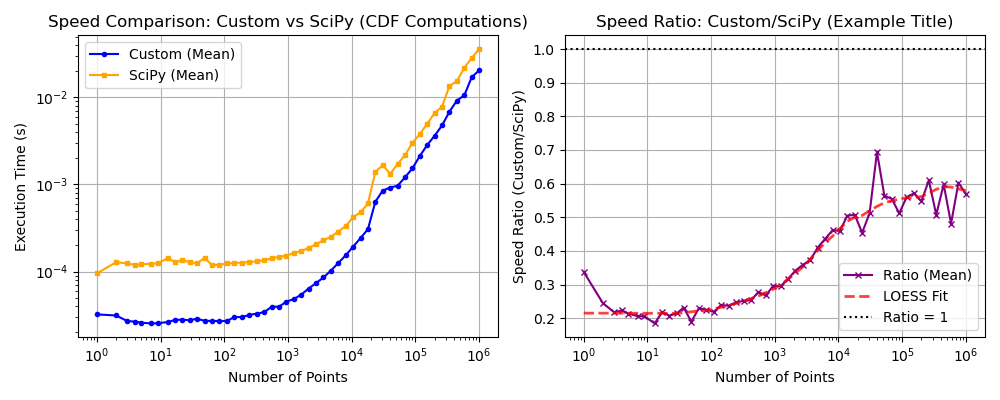 Speed Comparison: Custom vs SciPy (CDF Computations)
Custom (Mean)
SciPy (Mean)
Execution Time (s)
10⁻²
10⁻³
10⁻⁴
10⁰ 10¹ 10² 10³ 10⁴ 10⁵ 10⁶
Number of Points
Speed Ratio: Custom/SciPy (Example Title)
Speed Ratio (Custom/SciPy)
1.0
0.9
0.8
0.7
0.6
0.5
0.4
0.3
0.2
Ratio (Mean)
LOESS Fit
Ratio = 1
10⁰ 10¹ 10² 10³ 10⁴ 10⁵ 10⁶
Number of Points